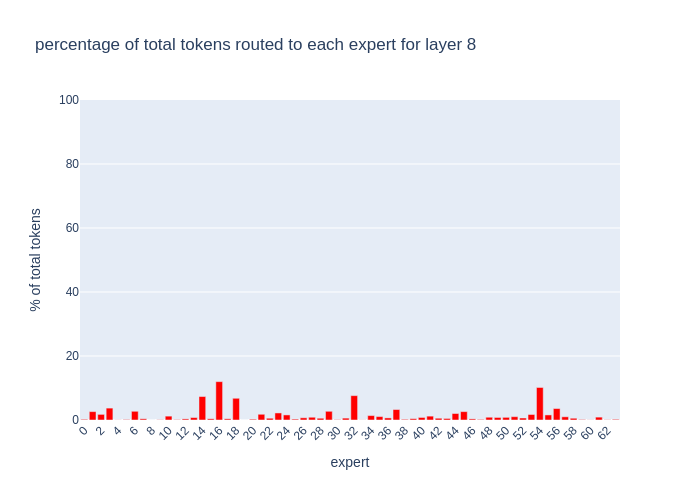 percentage of total tokens routed to each expert for layer 8
100
80
60
40
20
0
% of total tokens
0 2 4 6 8 10 12 14 16 18 20 22 24 26 28 30 32 34 36 38 40 42 44 46 48 50 52 54 56 58 60 62
expert